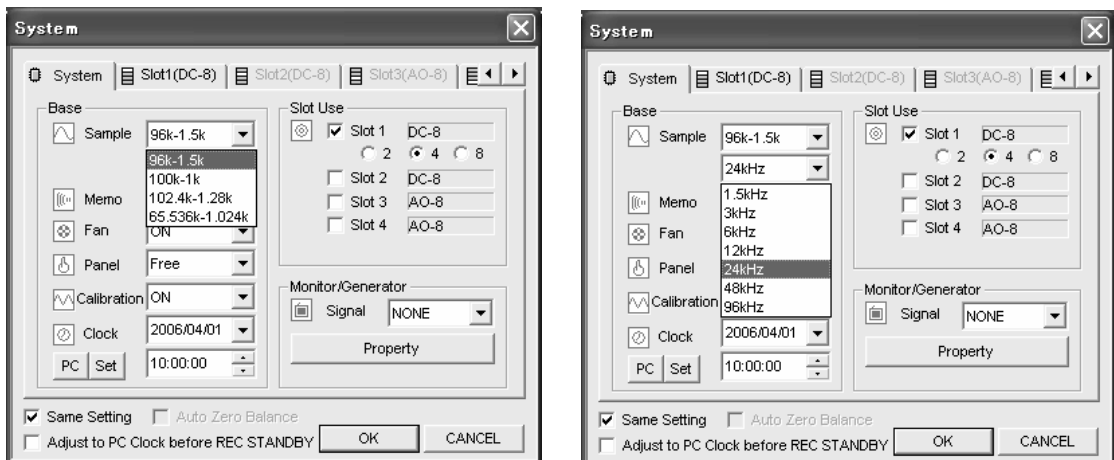 System
System Slot1(DC-8) Slot2(DC-8) Slot3(AO-8)
Base
Sample 96k-1.5k
96k-1.5k
100k-1k
102.4k-1.28k
65.536k-1.024k
Memo
Fan ON
Panel Free
Calibration ON
Clock 2006/04/01
PC Set 10:00:00
Slot Use
Slot 1 DC-8
2 4 8
Slot 2 DC-8
Slot 3 AO-8
Slot 4 AO-8
Monitor/Generator
Signal NONE
Property
Same Setting Auto Zero Balance
Adjust to PC Clock before REC STANDBY OK CANCEL
System
System Slot1(DC-8) Slot2(DC-8) Slot3(AO-8)
Base
Sample 96k-1.5k
24kHz
1.5kHz
3kHz
6kHz
12kHz
24kHz
48kHz
96kHz
Memo
Fan
Panel
Calibration
Clock 2006/04/01
PC Set 10:00:00
Slot Use
Slot 1 DC-8
2 4 8
Slot 2 DC-8
Slot 3 AO-8
Slot 4 AO-8
Monitor/Generator
Signal NONE
Property
Same Setting Auto Zero Balance
Adjust to PC Clock before REC STANDBY OK CANCEL